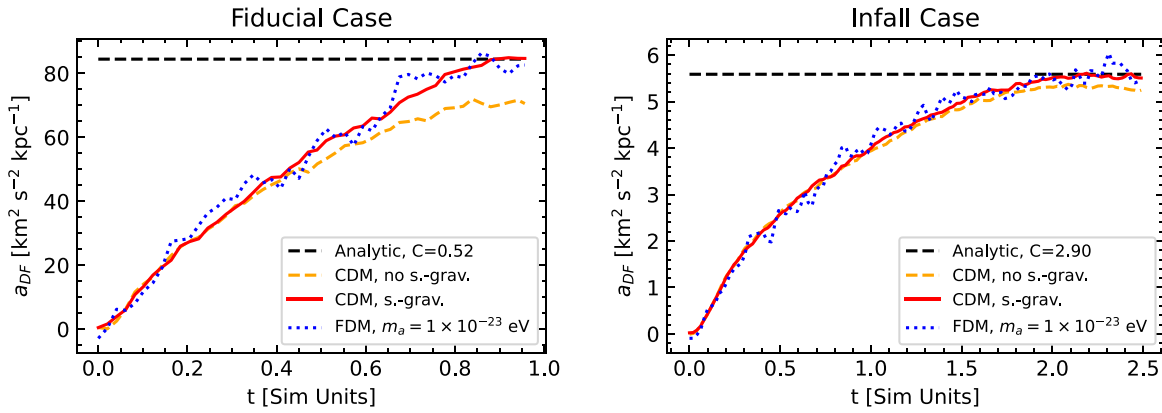 Fiducial Case
a_DF [km² s⁻² kpc⁻¹]
80
60
40
20
0
Analytic, C=0.52
CDM, no s.-grav.
CDM, s.-grav.
FDM, mₐ = 1 × 10⁻²³ eV
0.0 0.2 0.4 0.6 0.8 1.0
t [Sim Units]
Infall Case
a_DF [km² s⁻² kpc⁻¹]
6
5
4
3
2
1
0
Analytic, C=2.90
CDM, no s.-grav.
CDM, s.-grav.
FDM, mₐ = 1 × 10⁻²³ eV
0.0 0.5 1.0 1.5 2.0 2.5
t [Sim Units]